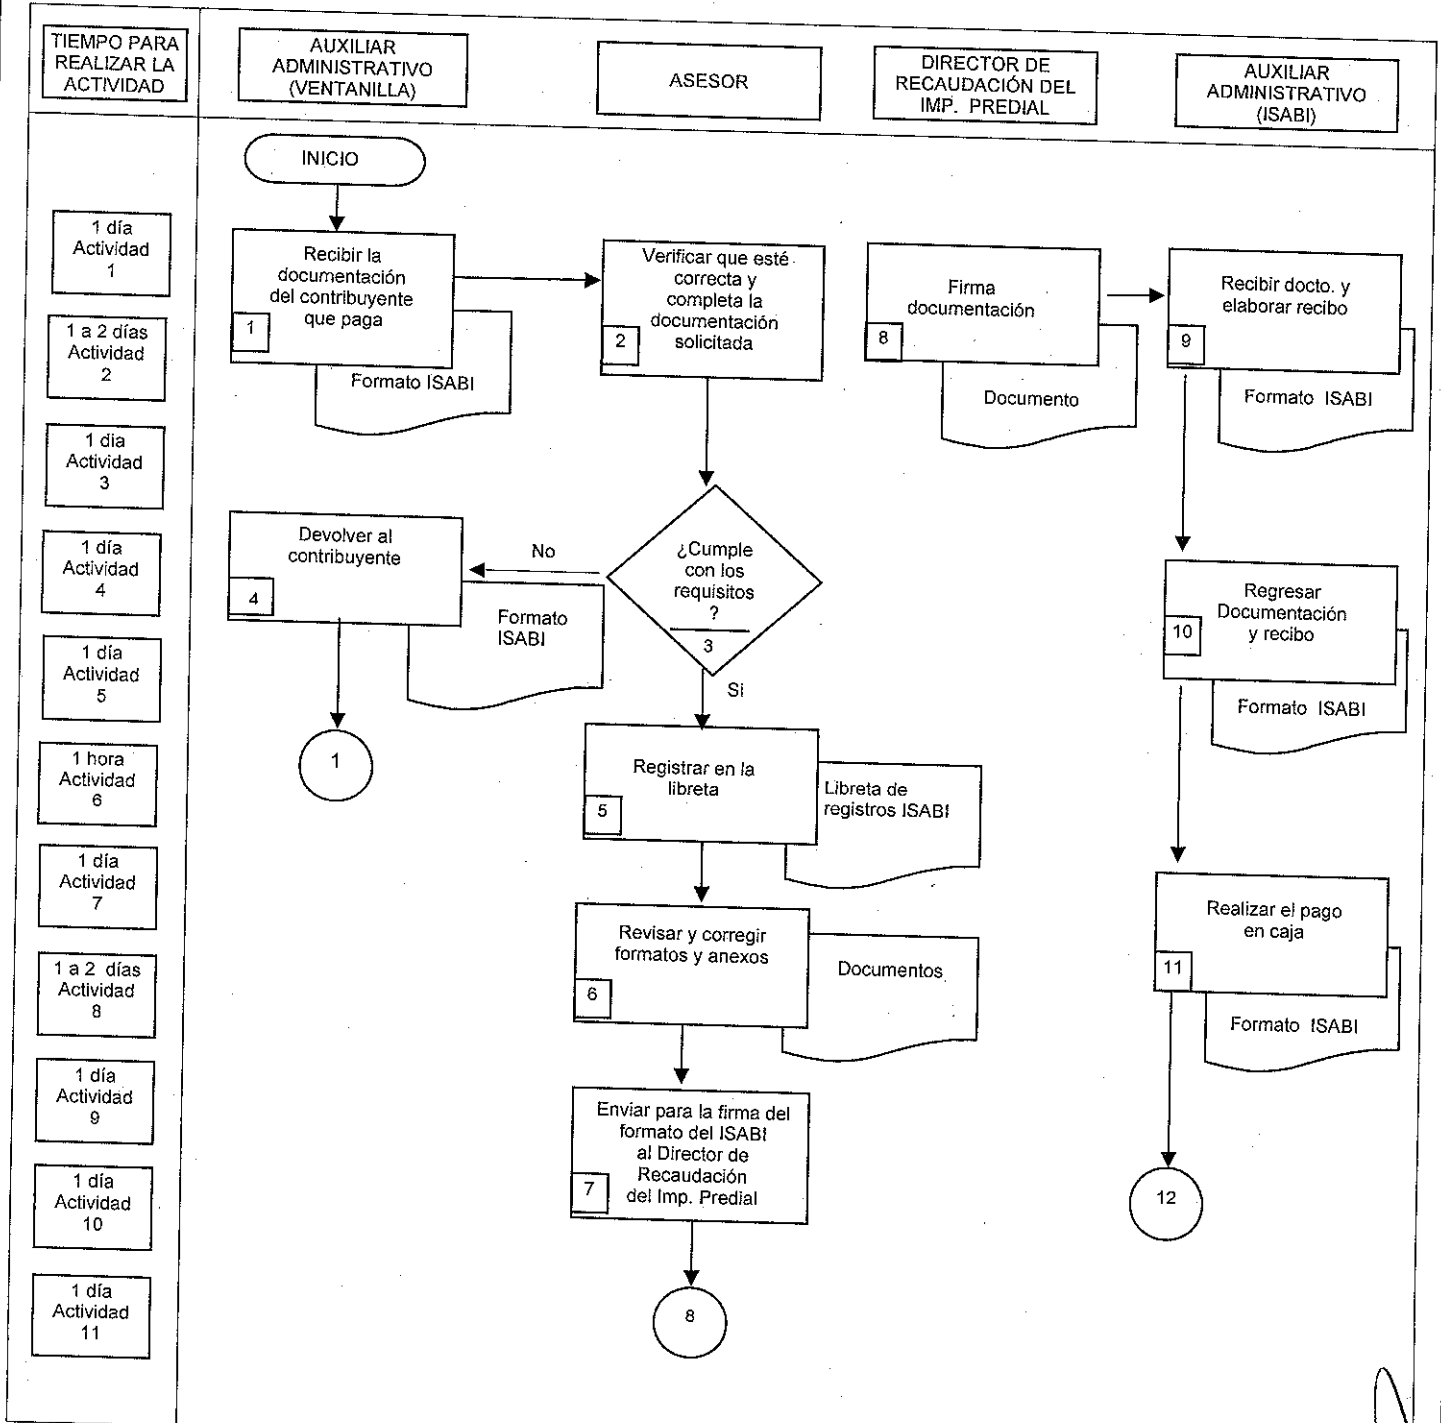 TIEMPO PARA
REALIZAR LA
ACTIVIDAD
AUXILIAR
ADMINISTRATIVO
(VENTANILLA)
ASESOR
DIRECTOR DE
RECAUDACIÓN DEL
IMP. PREDIAL
AUXILIAR
ADMINISTRATIVO
(ISABI)
1 día
Actividad
1
1 a 2 días
Actividad
2
1 dia
Actividad
3
1 día
Actividad
4
1 día
Actividad
5
1 hora
Actividad
6
1 día
Actividad
7
1 a 2 días
Actividad
8
1 día
Actividad
9
1 día
Actividad
10
1 día
Actividad
11
INICIO
Recibir la
documentación
del contribuyente
que paga
1
Formato ISABI
Devolver al
contribuyente
4
Formato
ISABI
1
Verificar que esté
correcta y
completa la
documentación
solicitada
2
¿Cumple
con los
requisitos
?
3
No
Si
Registrar en la
libreta
5
Libreta de
registros ISABI
Revisar y corregir
formatos y anexos
6
Documentos
Enviar para la firma del
formato del ISABI
al Director de
Recaudación
del Imp. Predial
7
8
Firma
documentación
8
Documento
Recibir docto. y
elaborar recibo
9
Formato ISABI
Regresar
Documentación
y recibo
10
Formato ISABI
Realizar el pago
en caja
11
Formato ISABI
12